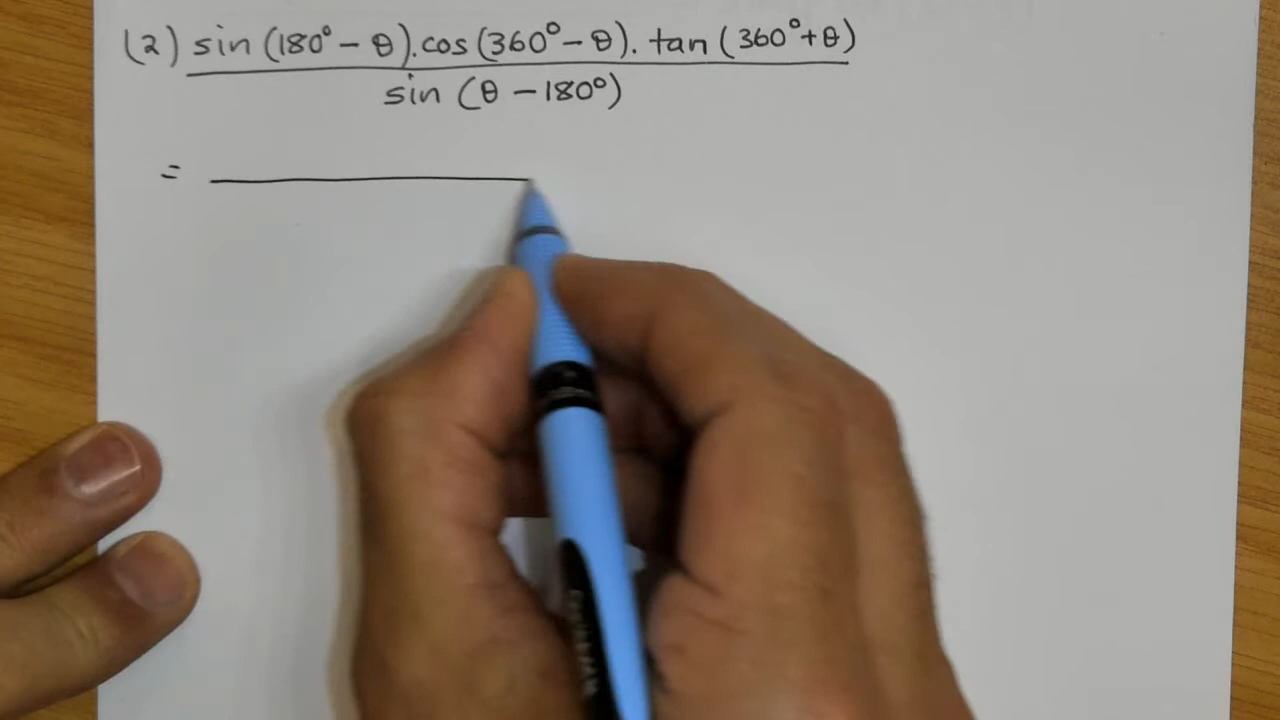 (2) sin (180° - θ).cos (360° - θ). tan (360° + θ)
sin (θ - 180°)
=